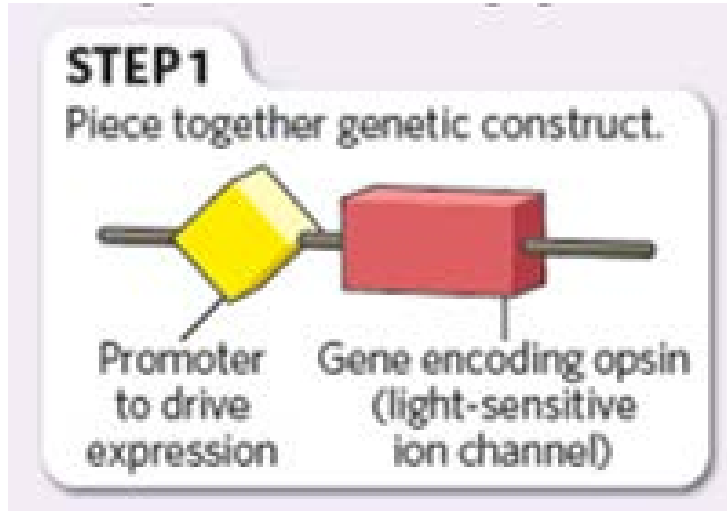 STEP 1
Piece together genetic construct.
Promoter
to drive
expression
Gene encoding opsin
(light-sensitive
ion channel)